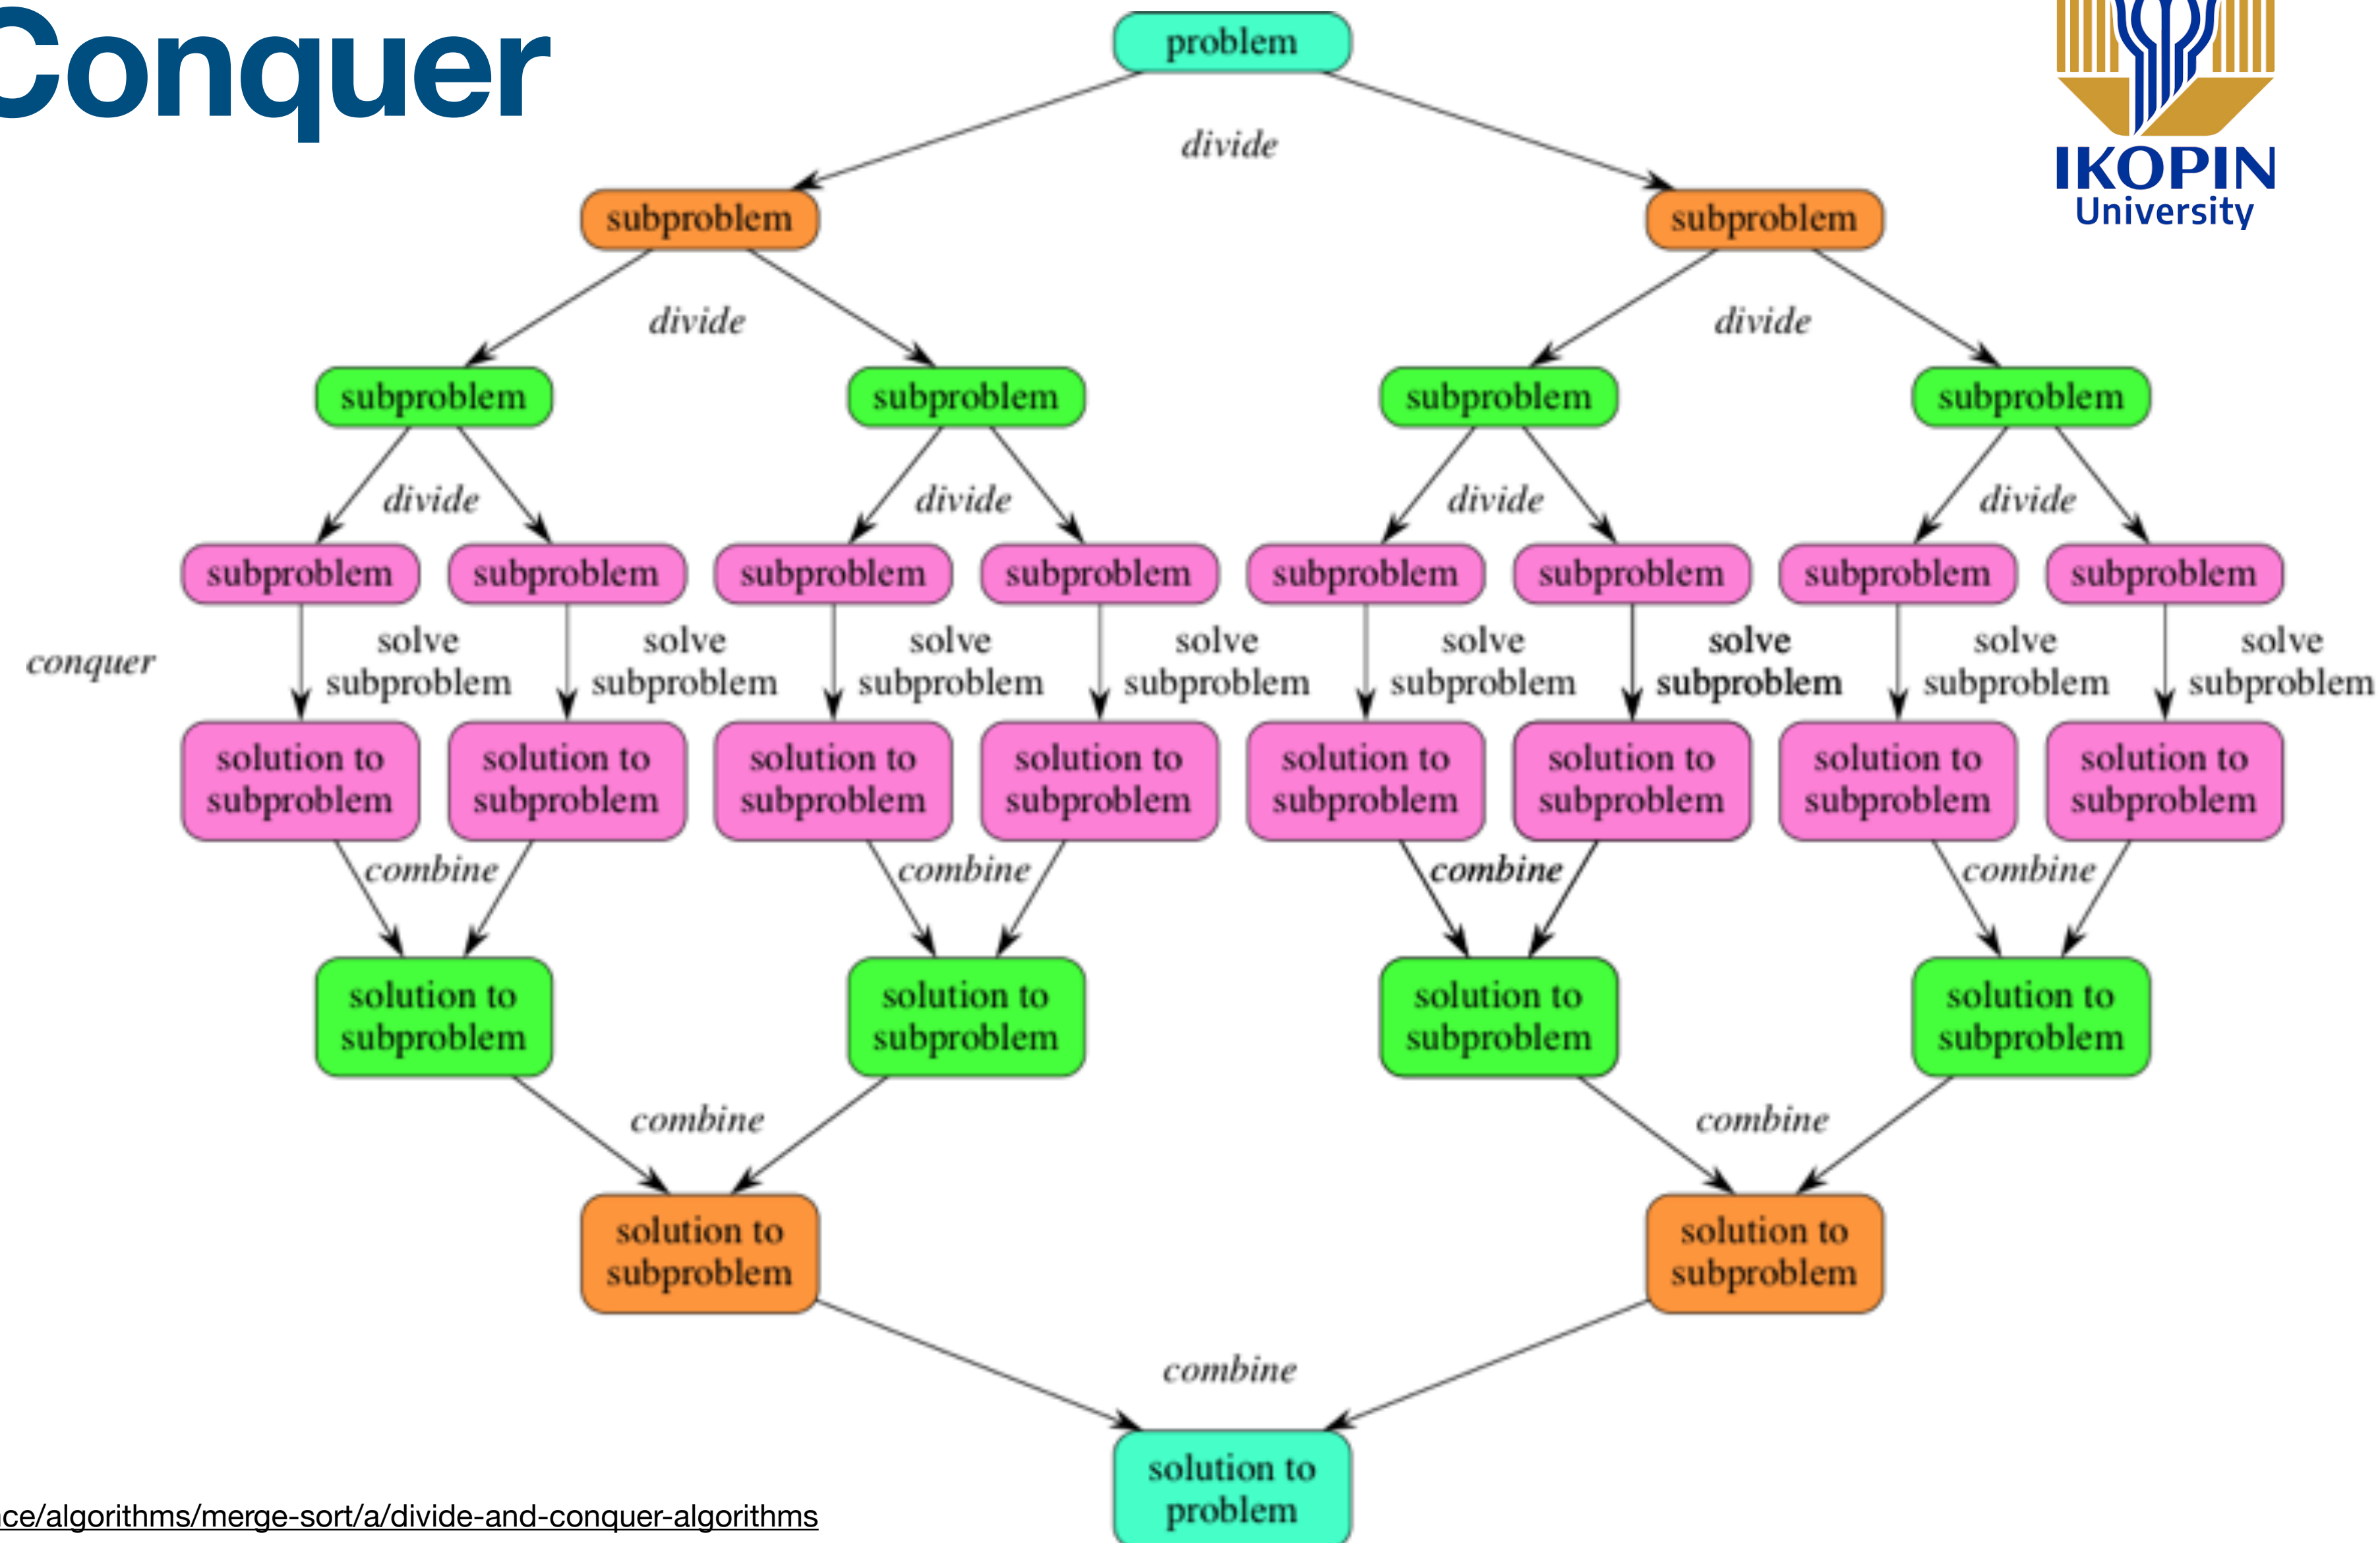 Conquer
problem
IKOPIN
University
divide
subproblem subproblem
divide divide
subproblem subproblem subproblem subproblem
divide divide divide divide
subproblem subproblem subproblem subproblem subproblem subproblem subproblem subproblem
conquer
solve solve solve solve solve solve solve solve
subproblem subproblem subproblem subproblem subproblem subproblem subproblem subproblem
solution to solution to solution to solution to solution to solution to solution to solution to
subproblem subproblem subproblem subproblem subproblem subproblem subproblem subproblem
combine combine combine combine
solution to solution to solution to solution to
subproblem subproblem subproblem subproblem
combine combine
solution to solution to
subproblem subproblem
combine
solution to
problem
nce/algorithms/merge-sort/a/divide-and-conquer-algorithms